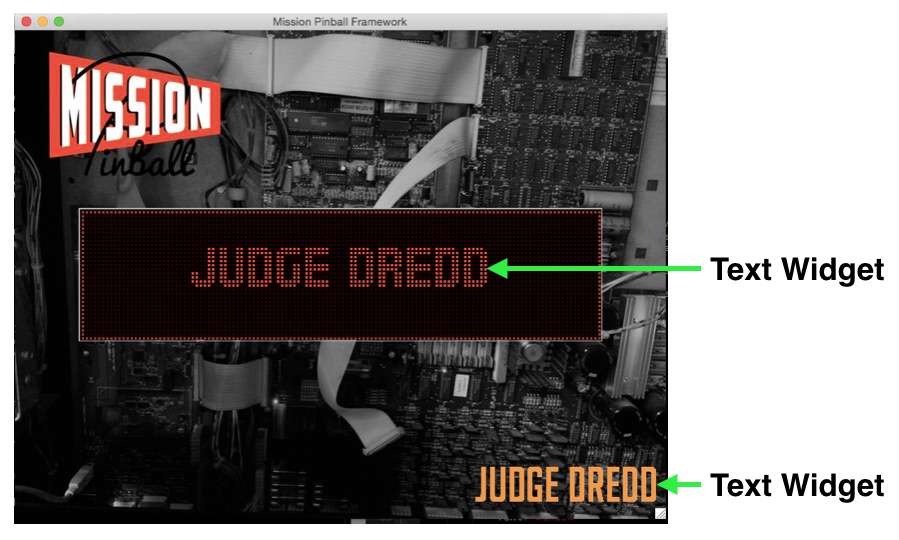 Mission Pinball Framework
MISSION
Pinball
JUDGE DREDD
Text Widget
JUDGE DREDD
Text Widget